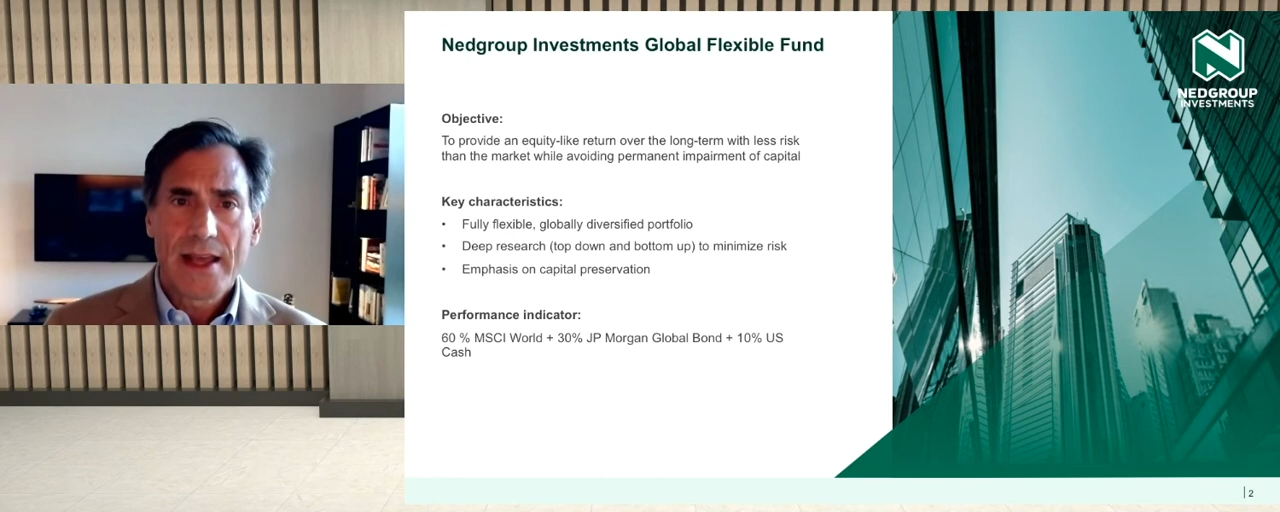 Nedgroup Investments Global Flexible Fund
Objective:
To provide an equity-like return over the long-term with less risk
than the market while avoiding permanent impairment of capital
Key characteristics:
• Fully flexible, globally diversified portfolio
• Deep research (top down and bottom up) to minimize risk
• Emphasis on capital preservation
Performance indicator:
60 % MSCI World + 30% JP Morgan Global Bond + 10% US
Cash
NEDGROUP
INVESTMENTS
2